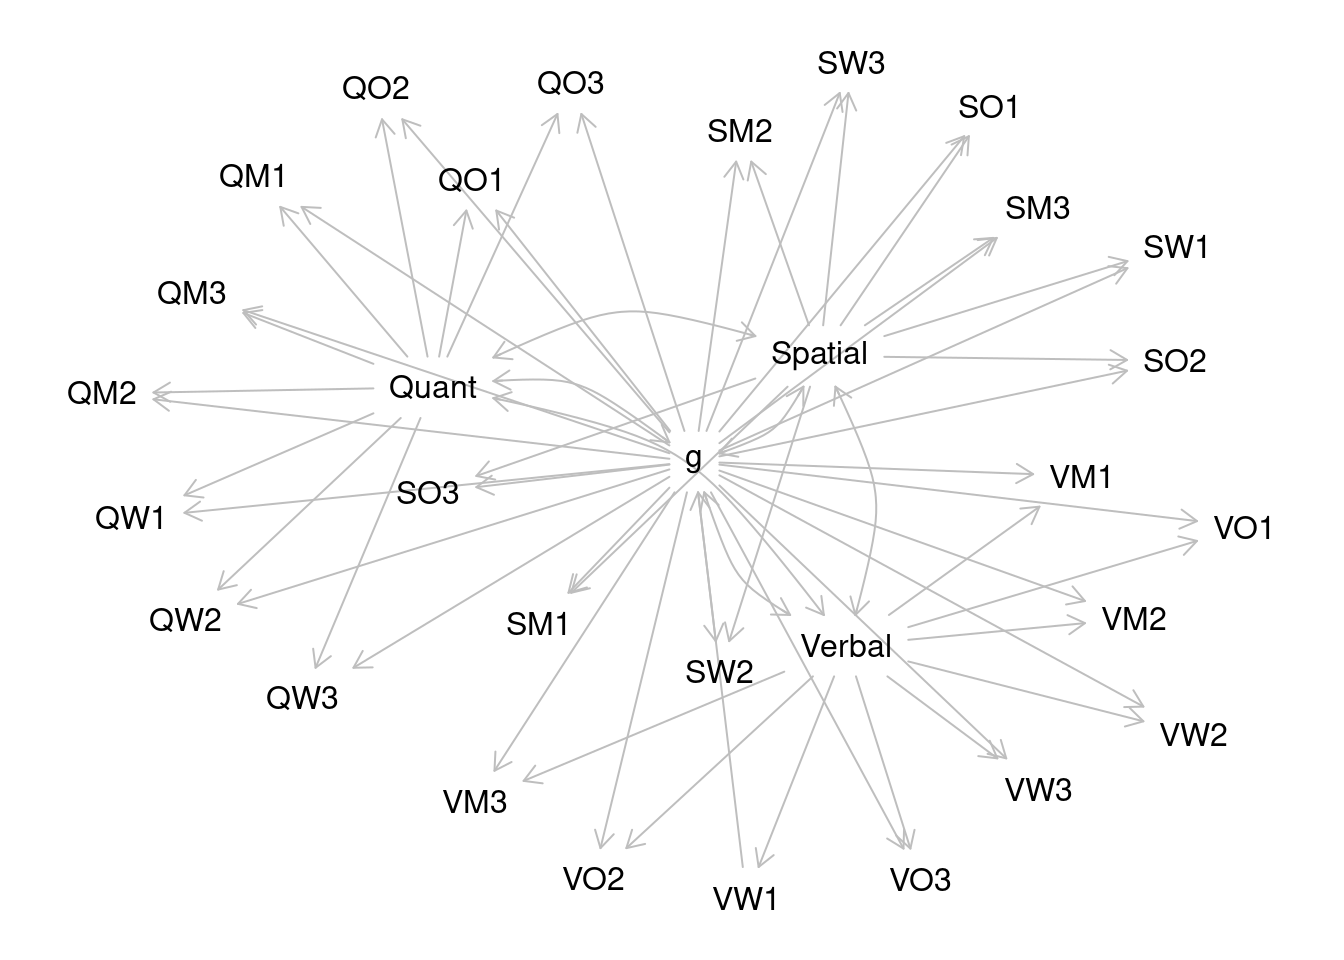 SW3
QO2
QO3
SO1
SM2
QM1
QO1
SM3
SW1
QM3
Spatial
SO2
Quant
QM2
g
VM1
SO3
QW1
VO1
QW2
SM1
VM2
Verbal
SW2
QW3
VW2
VW3
VM3
VO2
VO3
VW1